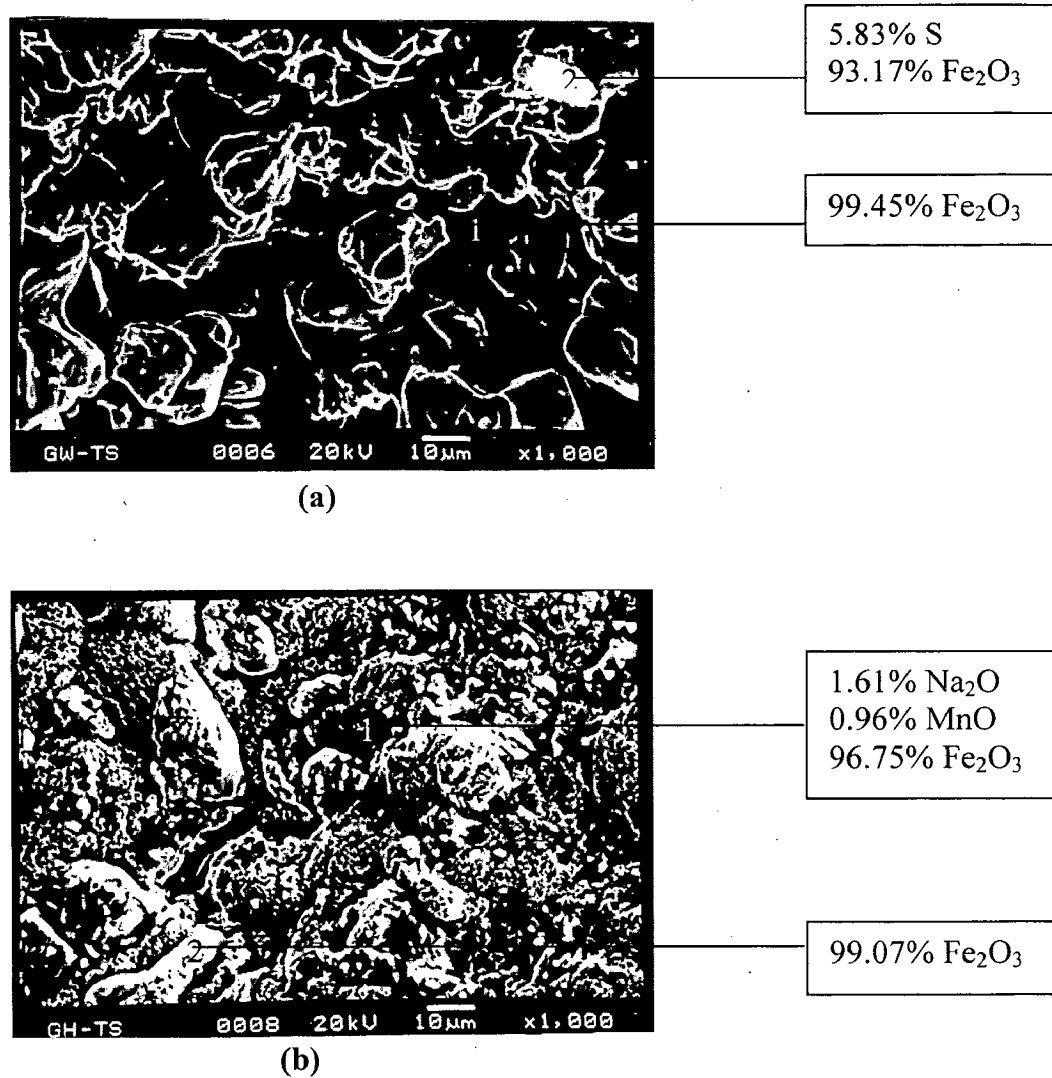 5.83% S
93.17% Fe₂O₃
2
99.45% Fe₂O₃
1
GW-TS 0006 20kV 10μm x1,000
(a)
1.61% Na₂O
0.96% MnO
96.75% Fe₂O₃
1
99.07% Fe₂O₃
2
GH-TS 0008 20kV 10μm x1,000
(b)